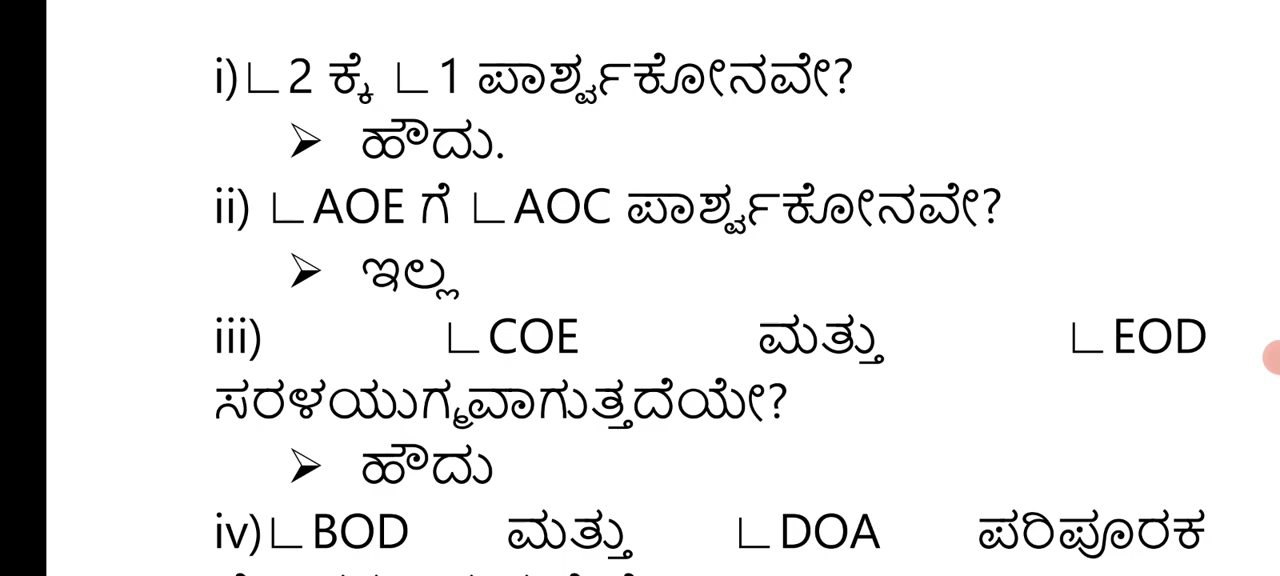 i)∟2 ಕ್ಕೆ ∟1 ಪಾರ್ಶ್ವಕೋನವೇ?
➢ ಹೌದು.
ii) ∟AOE ಗೆ ∟AOC ಪಾರ್ಶ್ವಕೋನವೇ?
➢ ಇಲ್ಲ
iii) ∟COE ಮತ್ತು ∟EOD
ಸರಳಯುಗ್ಮವಾಗುತ್ತದೆಯೇ?
➢ ಹೌದು
iv)∟BOD ಮತ್ತು ∟DOA ಪರಿಪೂರಕ